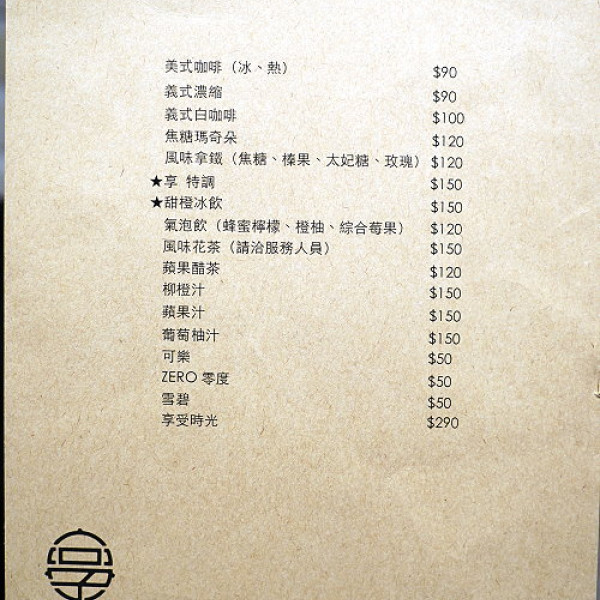 美式咖啡（冰、熱） $90
義式濃縮 $90
義式白咖啡 $100
焦糖瑪奇朵 $120
風味拿鐵（焦糖、榛果、太妃糖、玫瑰） $120
★享 特調 $150
★甜橙冰飲 $150
氣泡飲（蜂蜜檸檬、橙柚、綜合莓果） $120
風味花茶（請洽服務人員） $150
蘋果醋茶 $120
柳橙汁 $150
蘋果汁 $150
葡萄柚汁 $150
可樂 $50
ZERO 零度 $50
雪碧 $50
享受時光 $290
享